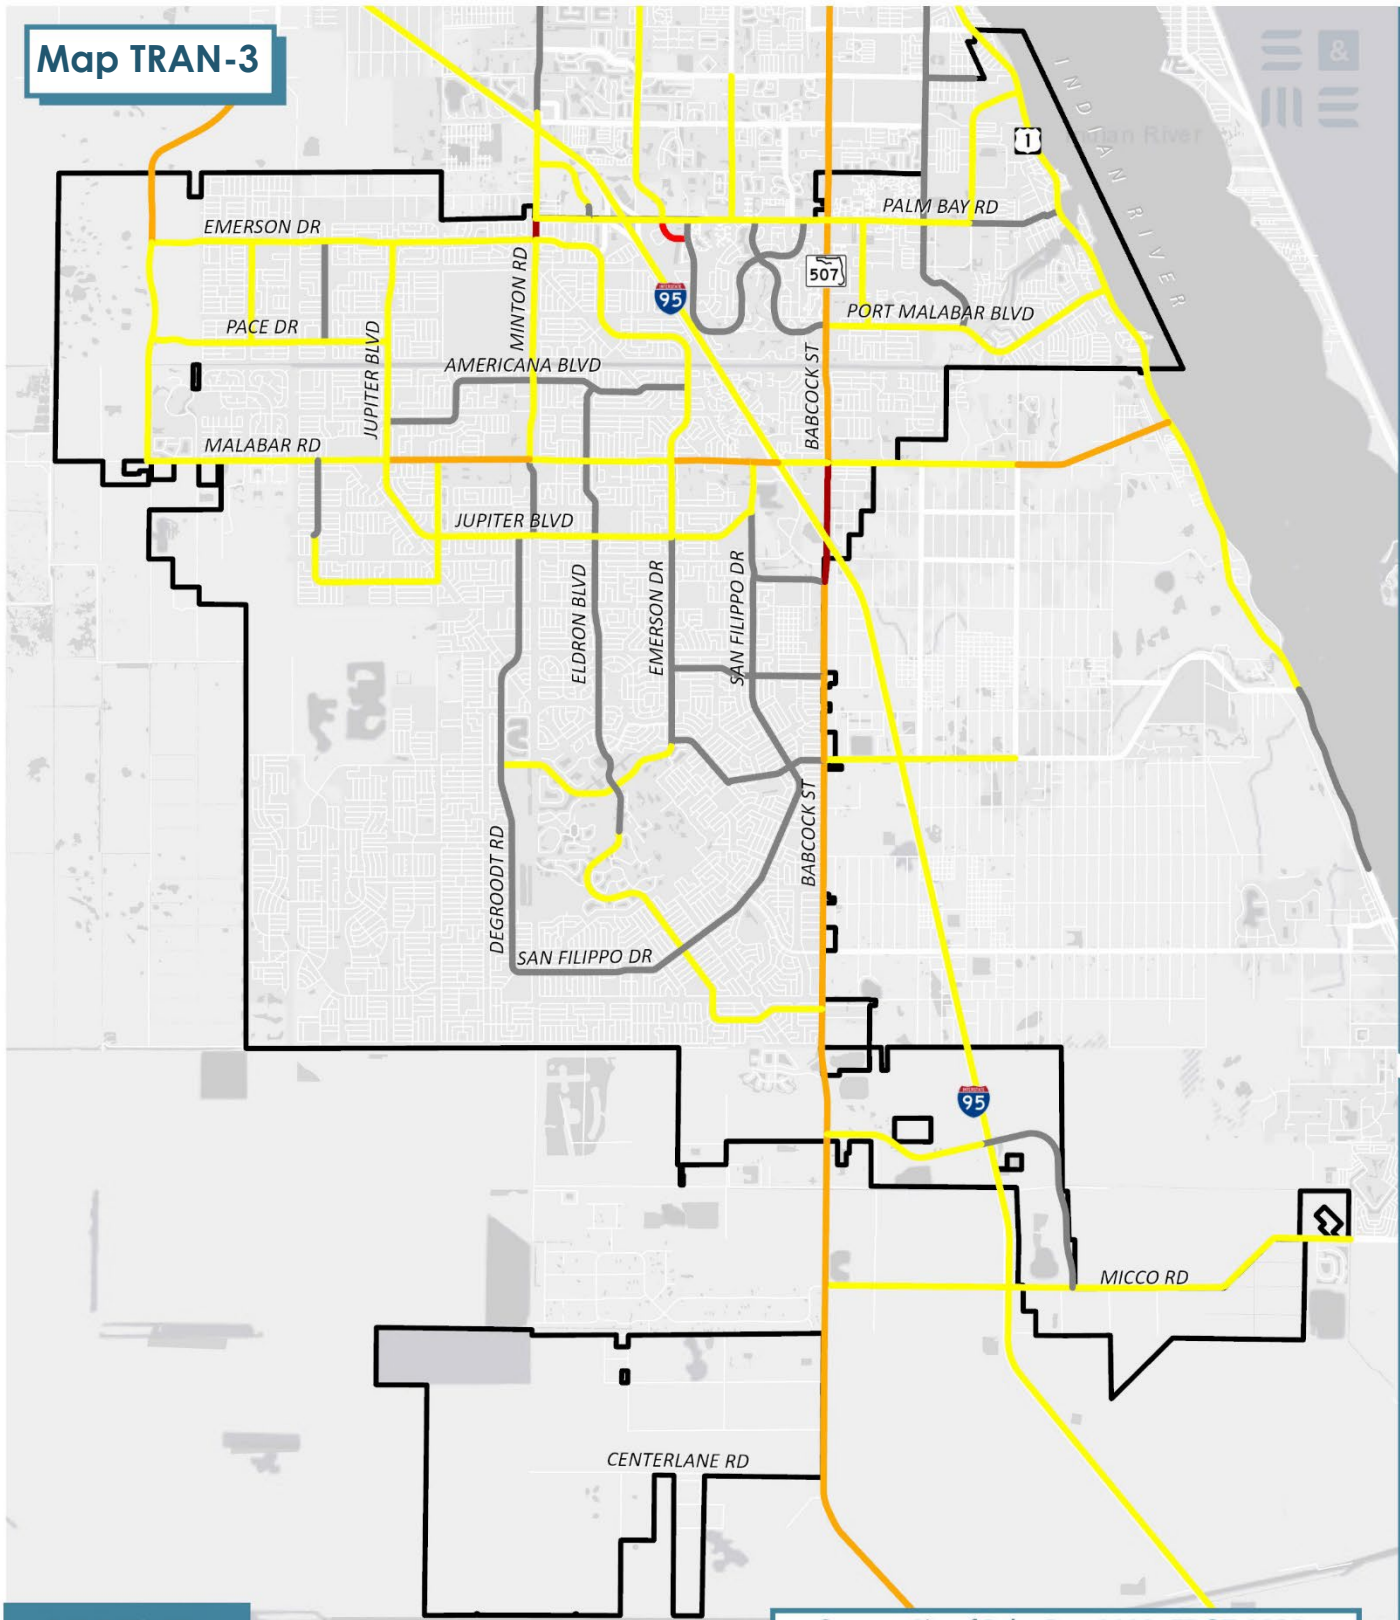 Map TRAN-3
INDIAN RIVER
Indian River
1
PALM BAY RD
EMERSON DR
MINTON RD
507
95
PORT MALABAR BLVD
PACE DR
JUPITER BLVD
AMERICANA BLVD
BABCOCK ST
MALABAR RD
JUPITER BLVD
ELDRON BLVD
EMERSON DR
SAN FILIPPO DR
BABCOCK ST
DEGROODT RD
SAN FILIPPO DR
95
MICCO RD
CENTERLANE RD